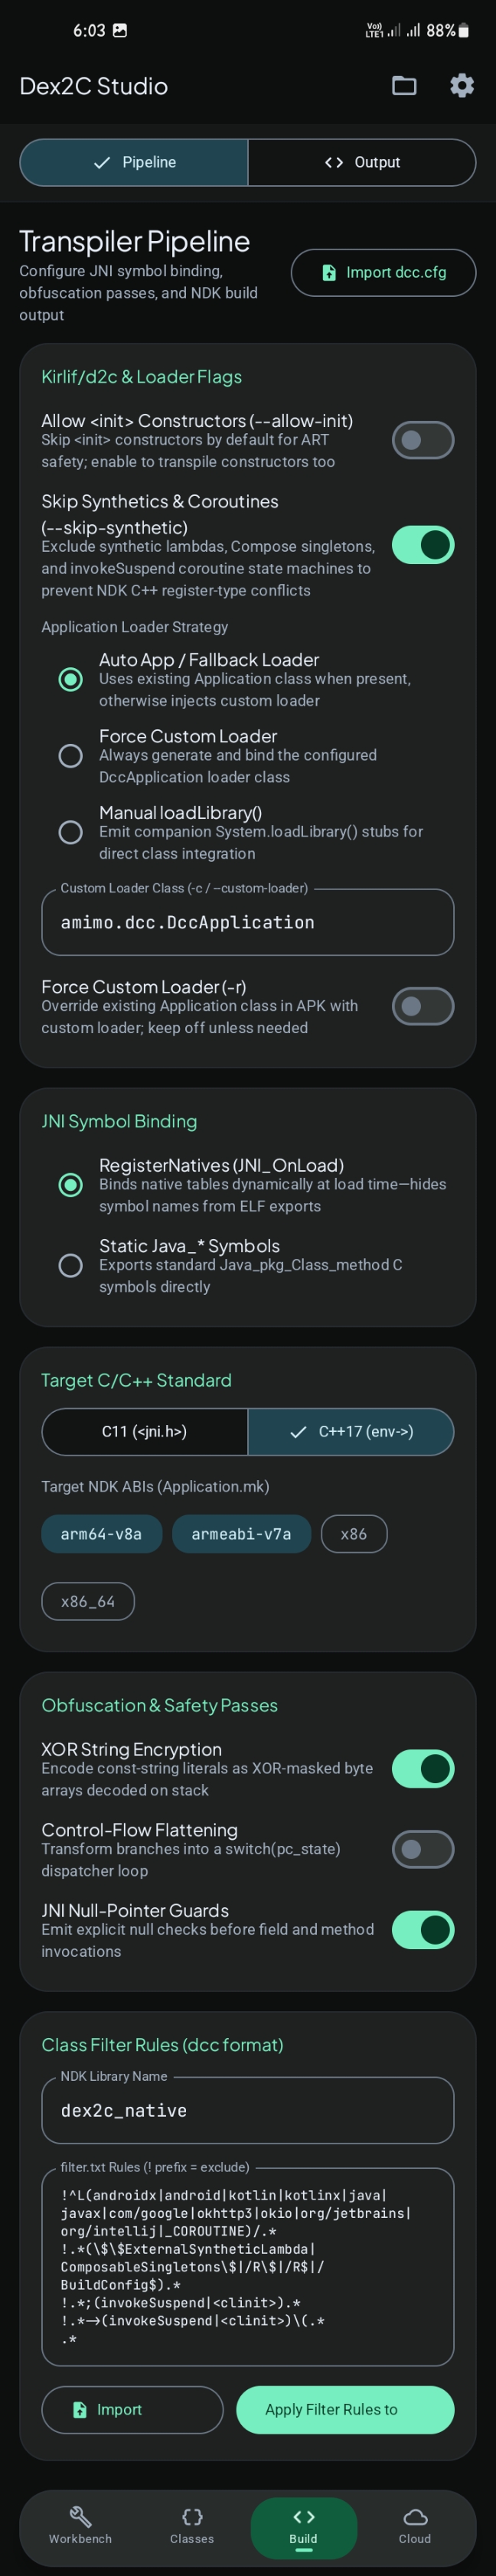 6:03
Vo)) LTE1 88%
Dex2C Studio
Pipeline
Output
Transpiler Pipeline
Configure JNI symbol binding,
obfuscation passes, and NDK build
output
Import dcc.cfg
Kirlif/d2c & Loader Flags
Allow <init> Constructors (--allow-init)
Skip <init> constructors by default for ART
safety; enable to transpile constructors too
Skip Synthetics & Coroutines
(--skip-synthetic)
Exclude synthetic lambdas, Compose singletons,
and invokeSuspend coroutine state machines to
prevent NDK C++ register-type conflicts
Application Loader Strategy
Auto App / Fallback Loader
Uses existing Application class when present,
otherwise injects custom loader
Force Custom Loader
Always generate and bind the configured
DccApplication loader class
Manual loadLibrary()
Emit companion System.loadLibrary() stubs for
direct class integration
Custom Loader Class (-c / --custom-loader)
amimo.dcc.DccApplication
Force Custom Loader (-r)
Override existing Application class in APK with
custom loader; keep off unless needed
JNI Symbol Binding
RegisterNatives (JNI_OnLoad)
Binds native tables dynamically at load time—hides
symbol names from ELF exports
Static Java_* Symbols
Exports standard Java_pkg_Class_method C
symbols directly
Target C/C++ Standard
C11 (<jni.h>)
C++17 (env->)
Target NDK ABIs (Application.mk)
arm64-v8a
armeabi-v7a
x86
x86_64
Obfuscation & Safety Passes
XOR String Encryption
Encode const-string literals as XOR-masked byte
arrays decoded on stack
Control-Flow Flattening
Transform branches into a switch(pc_state)
dispatcher loop
JNI Null-Pointer Guards
Emit explicit null checks before field and method
invocations
Class Filter Rules (dcc format)
NDK Library Name
dex2c_native
filter.txt Rules (! prefix = exclude)
!^L(androidx|android|kotlin|kotlinx|java|
javax|com/google|okhttp3|okio|org/jetbrains|
org/intellij|_COROUTINE)/.*
!.*(\$\$ExternalSyntheticLambda|
ComposableSingletons\$|/R\$|/R$|/
BuildConfig$).*
!.*;(invokeSuspend|<clinit>).*
!.*->(invokeSuspend|<clinit>)\(.*
.*
Import
Apply Filter Rules to
Workbench
Classes
Build
Cloud